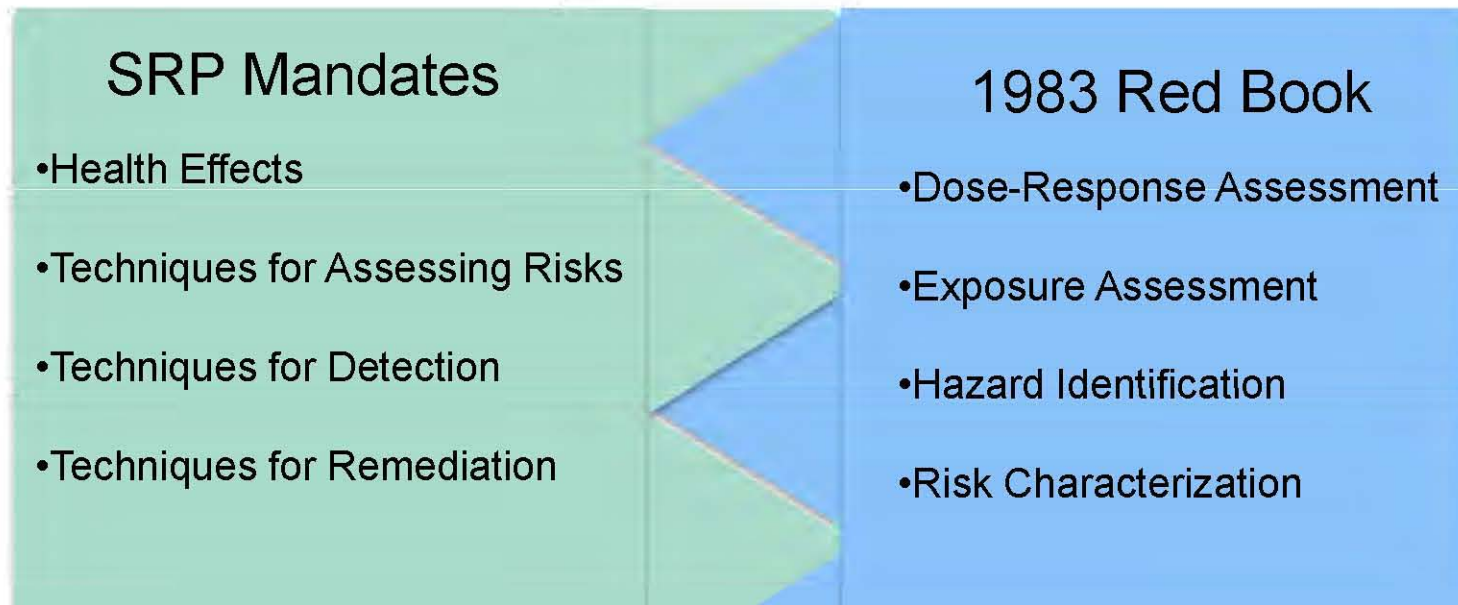 SRP Mandates
•Health Effects
•Techniques for Assessing Risks
•Techniques for Detection
•Techniques for Remediation
1983 Red Book
•Dose-Response Assessment
•Exposure Assessment
•Hazard Identification
•Risk Characterization